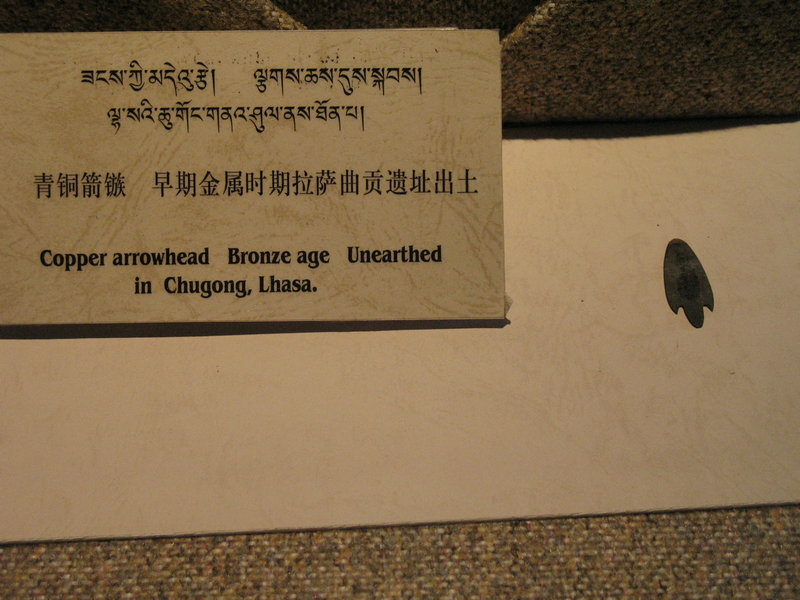 ཟངས་ཀྱི་མདེའུ་རྩེ། ལྕགས་ཆས་དུས་སྐབས།
ལྷ་སའི་ཆུ་གོང་གནའ་ཤུལ་ནས་ཐོན་པ།
青铜箭镞 早期金属时期拉萨曲贡遗址出土
Copper arrowhead Bronze age Unearthed
in Chugong, Lhasa.